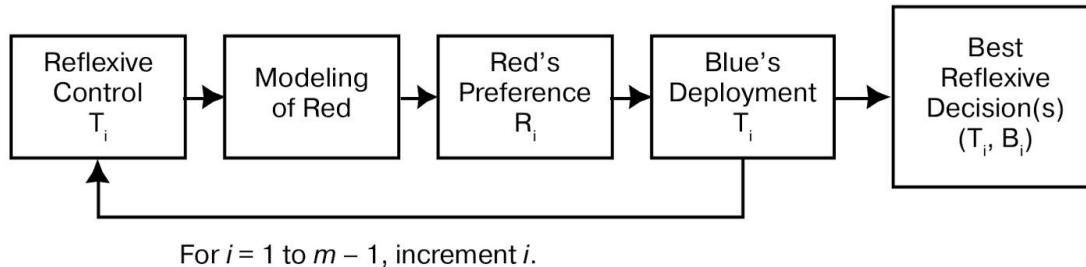 Reflexive
Control
Tᵢ
Modeling
of Red
Red's
Preference
Rᵢ
Blue's
Deployment
Tᵢ
Best
Reflexive
Decision(s)
(Tᵢ, Bᵢ)
For i = 1 to m – 1, increment i.